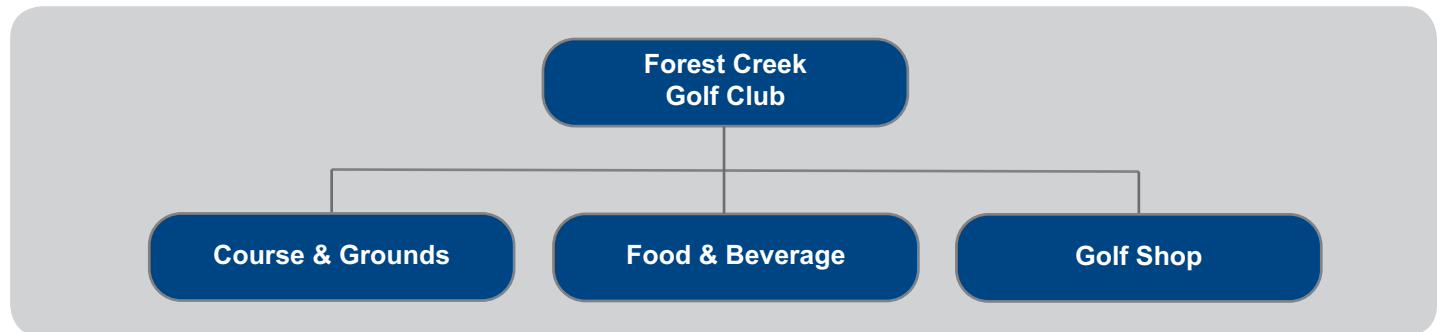 Forest Creek
Golf Club
Course & Grounds
Food & Beverage
Golf Shop